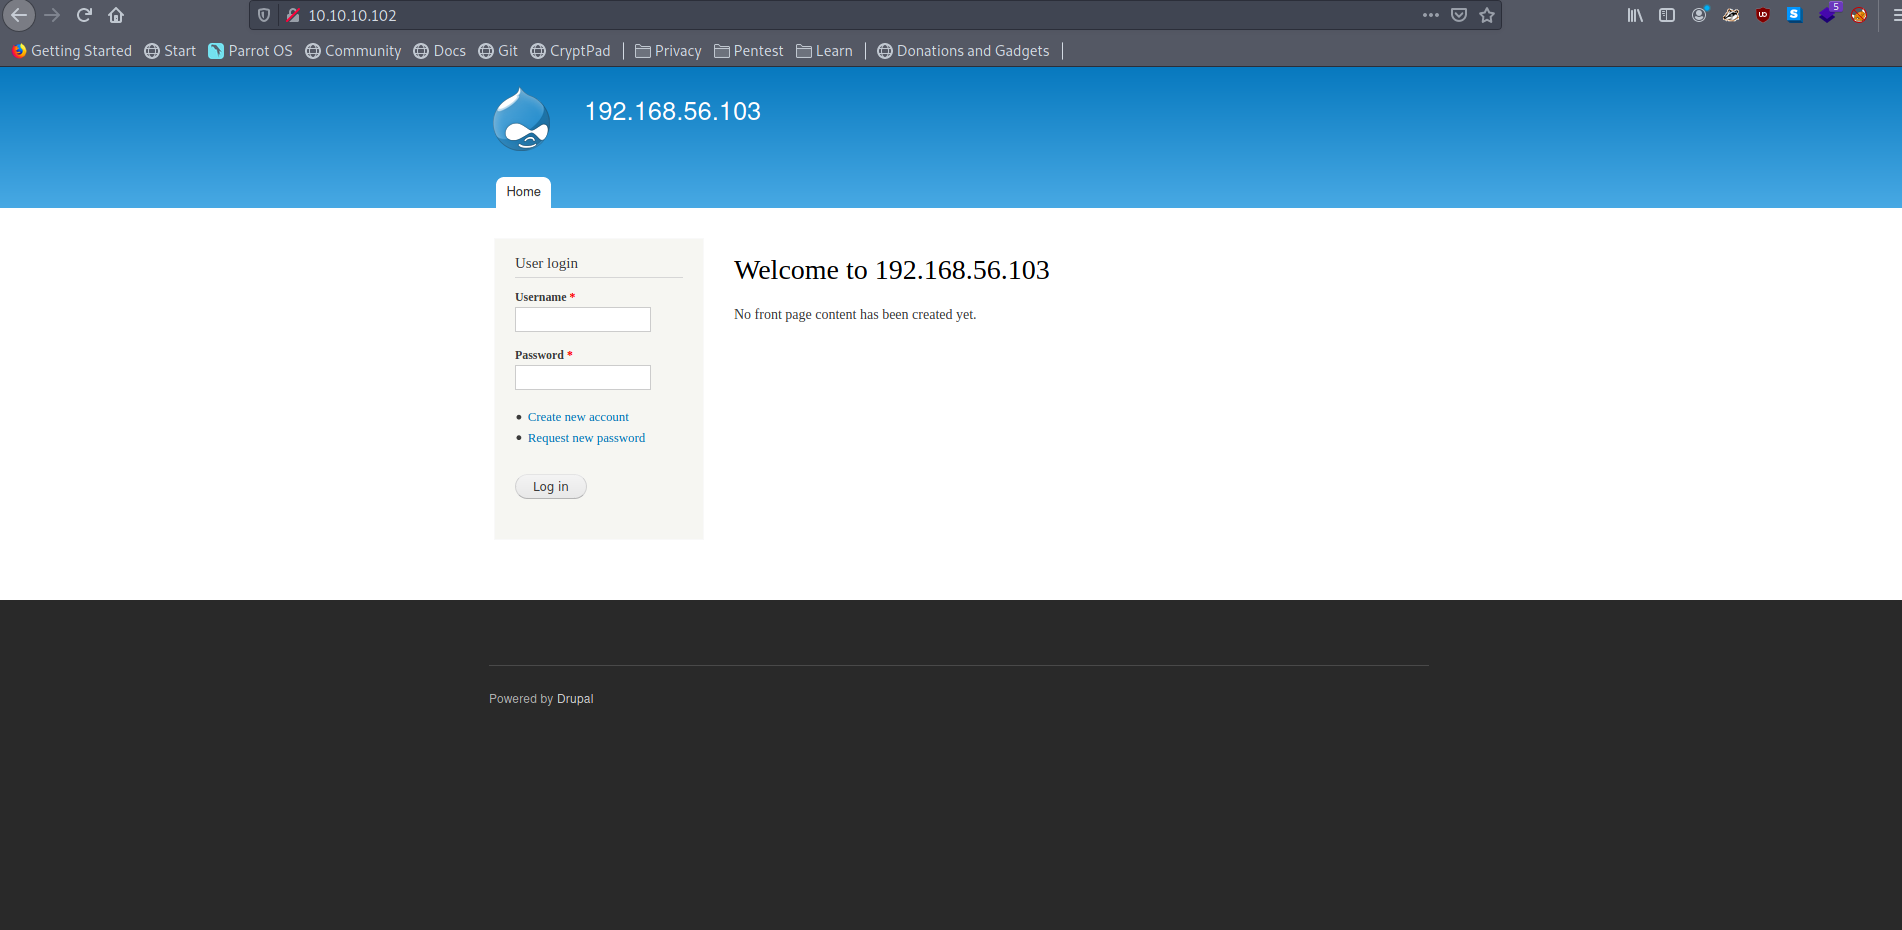 10.10.10.102
5
Getting Started Start Parrot OS Community Docs Git CryptPad Privacy Pentest Learn Donations and Gadgets
192.168.56.103
Home
User login
Username *
Password *
Create new account
Request new password
Log in
Welcome to 192.168.56.103
No front page content has been created yet.
Powered by Drupal